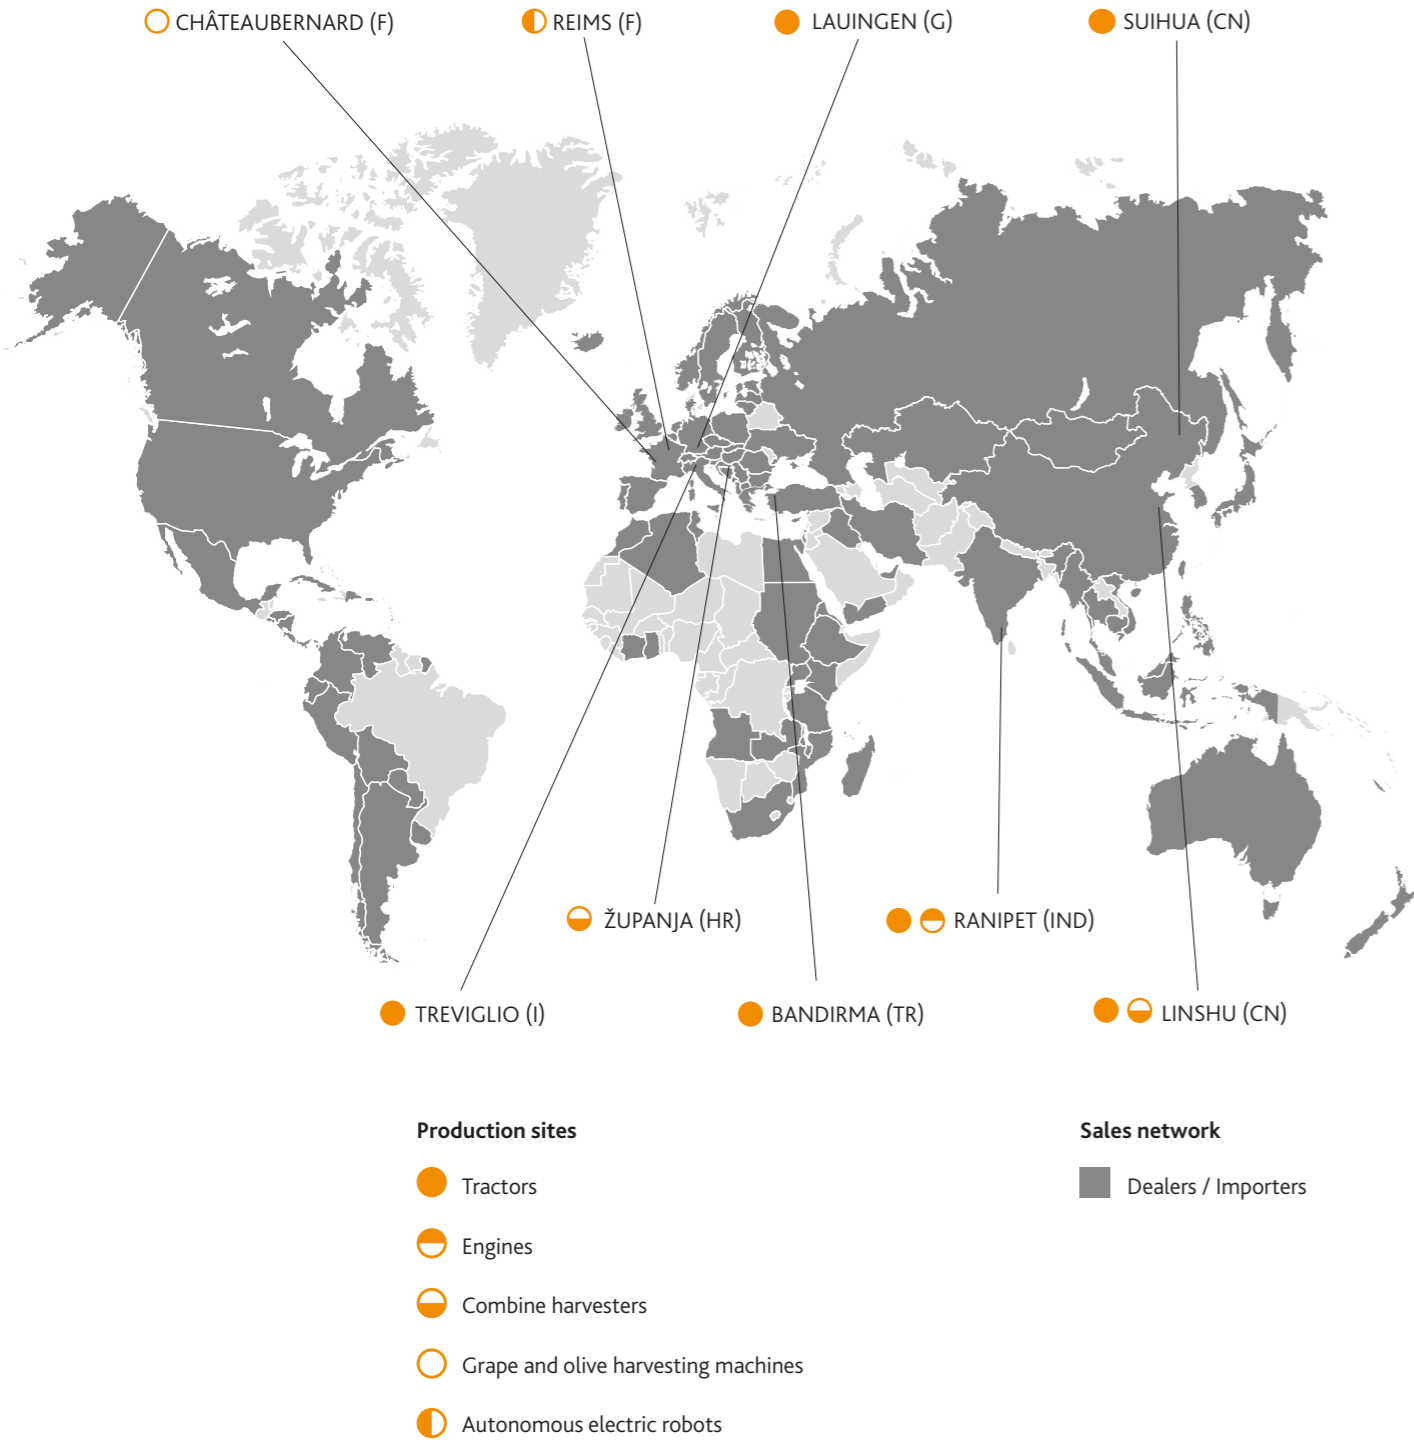 CHÂTEAUBERNARD (F)
REIMS (F)
LAUINGEN (G)
SUIHUA (CN)
ŽUPANJA (HR)
RANIPET (IND)
TREVIGLIO (I)
BANDIRMA (TR)
LINSHU (CN)
Production sites
Tractors
Engines
Combine harvesters
Grape and olive harvesting machines
Autonomous electric robots
Sales network
Dealers / Importers